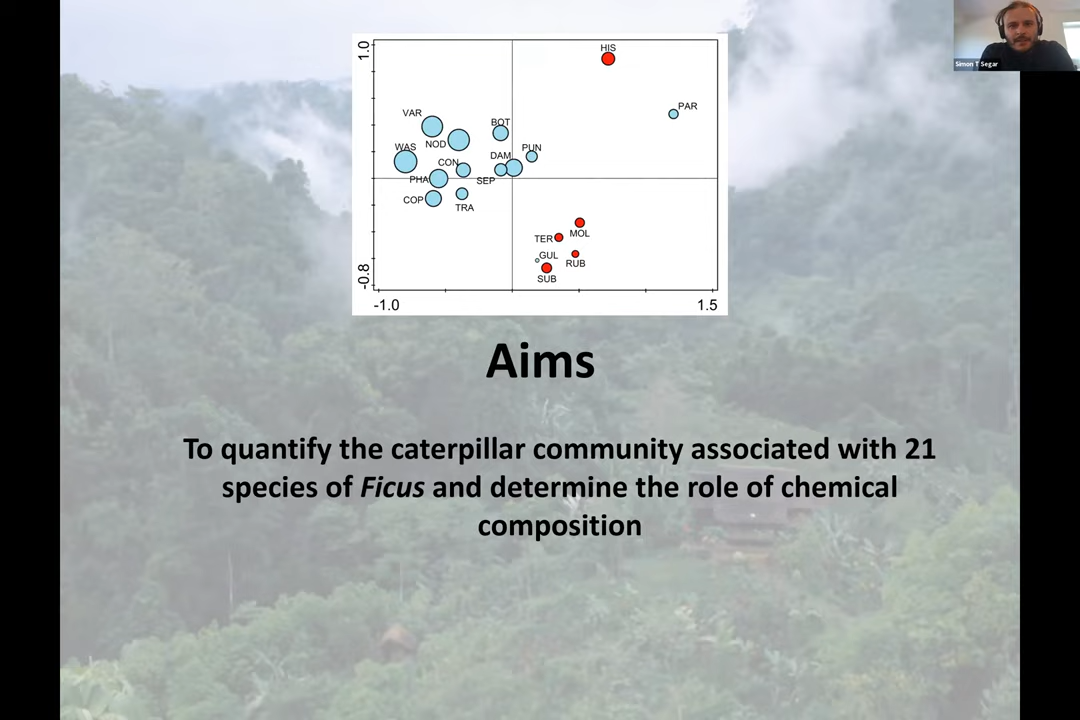 Simon T Segar
1.0
HIS
PAR
VAR
BOT
NOD
WAS
PUN
DAM
CON
PHA
SEP
COP
TRA
MOL
TER
GUL
RUB
SUB
-0.8
-1.0
1.5
Aims
To quantify the caterpillar community associated with 21
species of Ficus and determine the role of chemical
composition